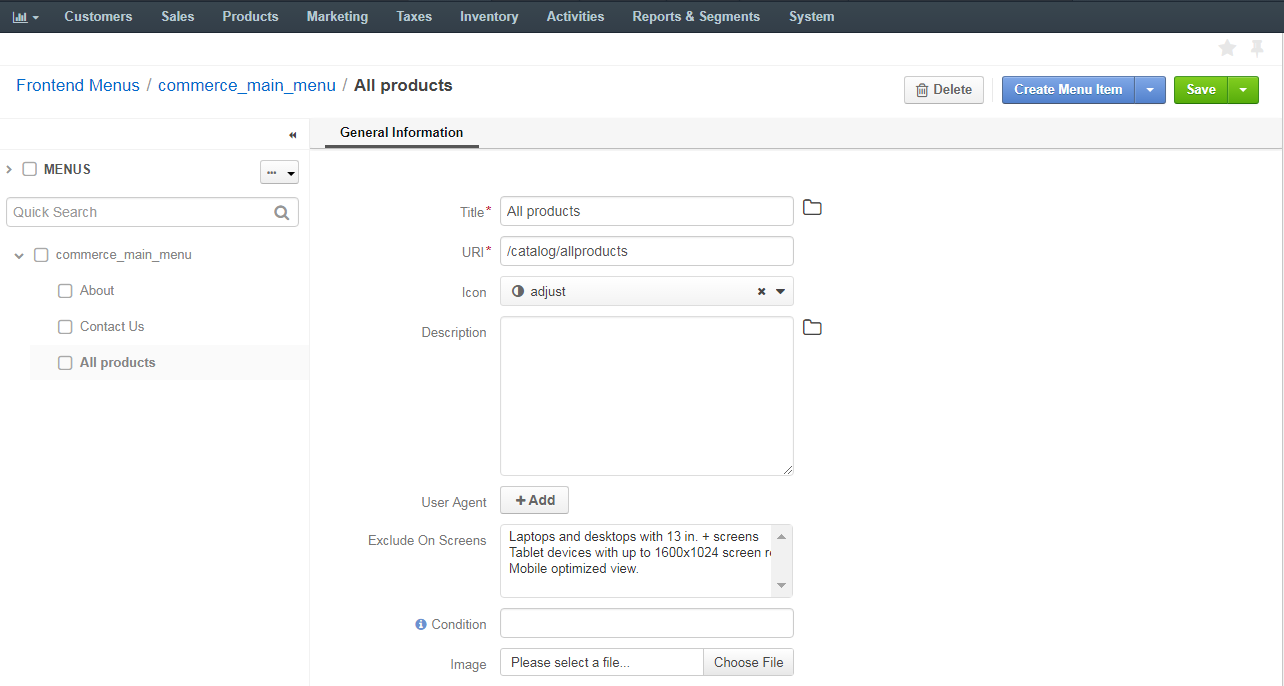 Customers Sales Products Marketing Taxes Inventory Activities Reports & Segments System
Frontend Menus / commerce_main_menu / All products
Delete Create Menu Item Save
General Information
MENUS
Quick Search
commerce_main_menu
About
Contact Us
All products
Title* All products
URI* /catalog/allproducts
Icon adjust
Description
User Agent + Add
Exclude On Screens Laptops and desktops with 13 in. + screens
Tablet devices with up to 1600x1024 screen
Mobile optimized view.
Condition
Image Please select a file... Choose File